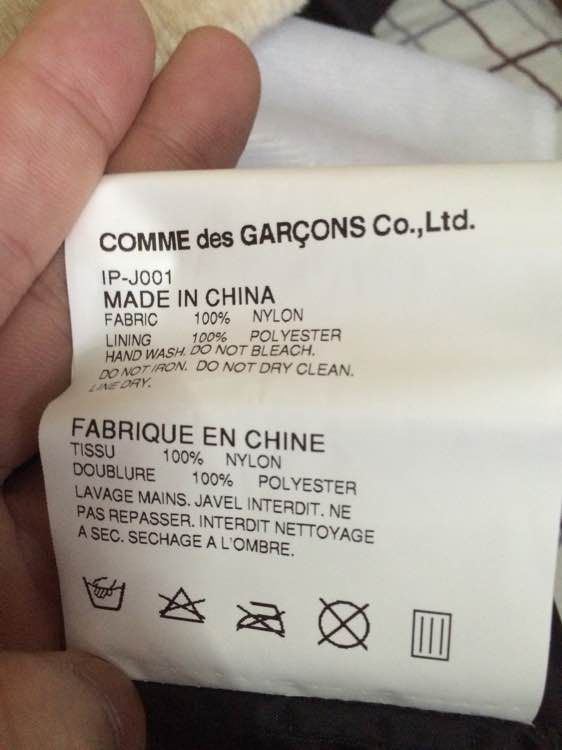 COMME des GARÇONS Co.,Ltd.
IP-J001
MADE IN CHINA
FABRIC 100% NYLON
LINING 100% POLYESTER
HAND WASH. DO NOT BLEACH.
DO NOT IRON. DO NOT DRY CLEAN.
LINE DRY.
FABRIQUE EN CHINE
TISSU 100% NYLON
DOUBLURE 100% POLYESTER
LAVAGE MAINS. JAVEL INTERDIT. NE
PAS REPASSER. INTERDIT NETTOYAGE
A SEC. SECHAGE A L'OMBRE.